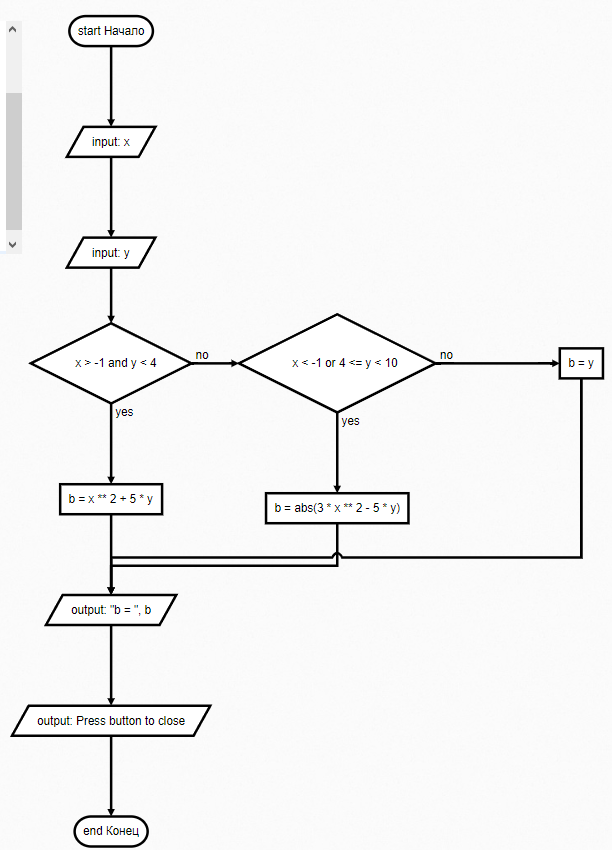 start Начало
input: x
input: y
x > -1 and y < 4
no
x < -1 or 4 <= y < 10
no
b = y
yes
yes
b = x ** 2 + 5 * y
b = abs(3 * x ** 2 - 5 * y)
output: "b = ", b
output: Press button to close
end Конец